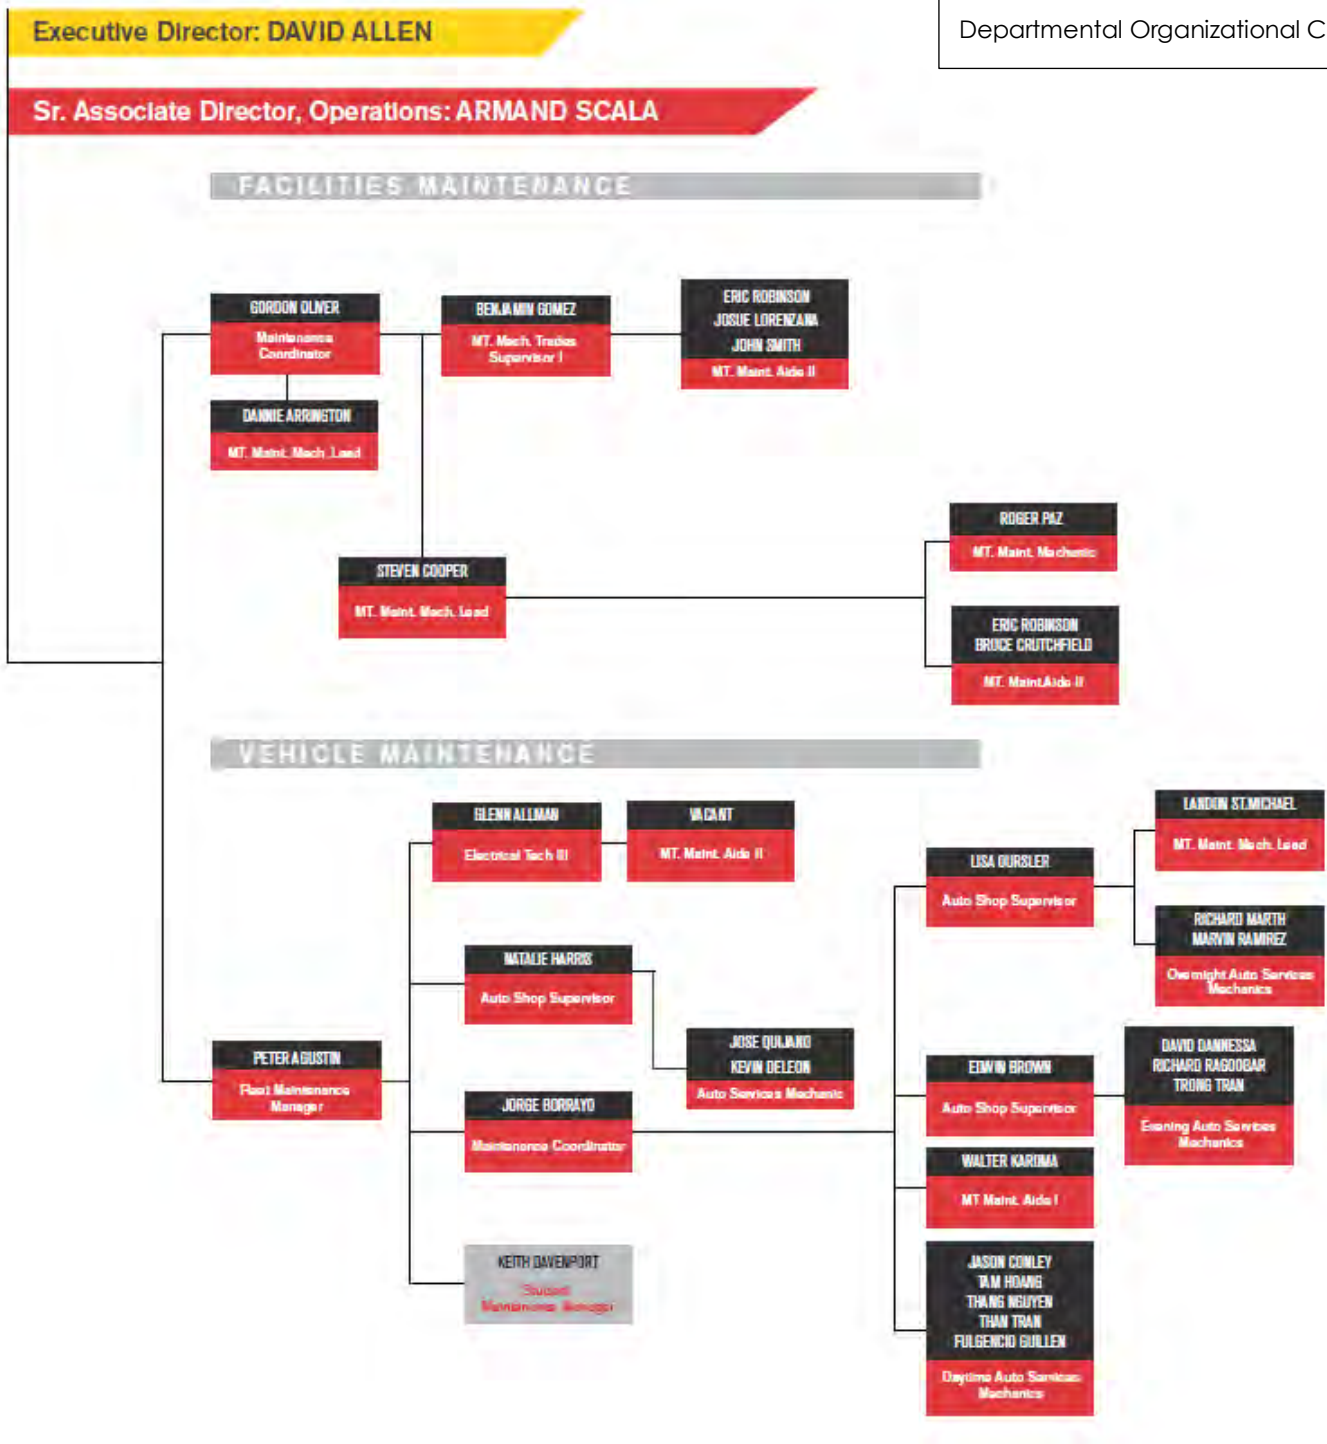 Executive Director: DAVID ALLEN
Departmental Organizational C
Sr. Associate Director, Operations: ARMAND SCALA
FACILITIES MAINTENANCE
GORDON OLIVER
Maintenance
Coordinator
BENJAMIN GOMEZ
MT. Mech. Trades
Supervisor I
ERIC ROBINSON
JOSUE LORENZANA
JOHN SMITH
MT. Maint. Aide II
DANNIE ARRINGTON
MT. Maint. Mech. Lead
ROGER PAZ
MT. Maint. Mechanic
STEVEN COOPER
MT. Maint. Mech. Lead
ERIC ROBINSON
BRUCE CRUTCHFIELD
MT. Maint.Aide II
VEHICLE MAINTENANCE
GLENN ALLMAN
Electrical Tech III
VACANT
MT. Maint. Aide II
LANDON ST.MICHAEL
MT. Maint. Mech. Lead
LISA GURSLER
Auto Shop Supervisor
RICHARD MARTH
MARVIN RAMIREZ
Overnight Auto Services
Mechanics
NATALIE HARRIS
Auto Shop Supervisor
JOSE QUIJANO
KEVIN DELEON
Auto Services Mechanic
PETER AGUSTIN
Fleet Maintenance
Manager
EDWIN BROWN
Auto Shop Supervisor
DAVID DANNESSA
RICHARD RAGOOBAR
TRONG TRAN
Evening Auto Services
Mechanics
JORGE BORRAYO
Maintenance Coordinator
WALTER KAROMA
MT Maint. Aide I
KEITH DAVENPORT
Student
Maintenance Manager
JASON CONLEY
TAM HOANG
THANG NGUYEN
THAN TRAN
FULGENCIO GUILLEN
Daytime Auto Services
Mechanics